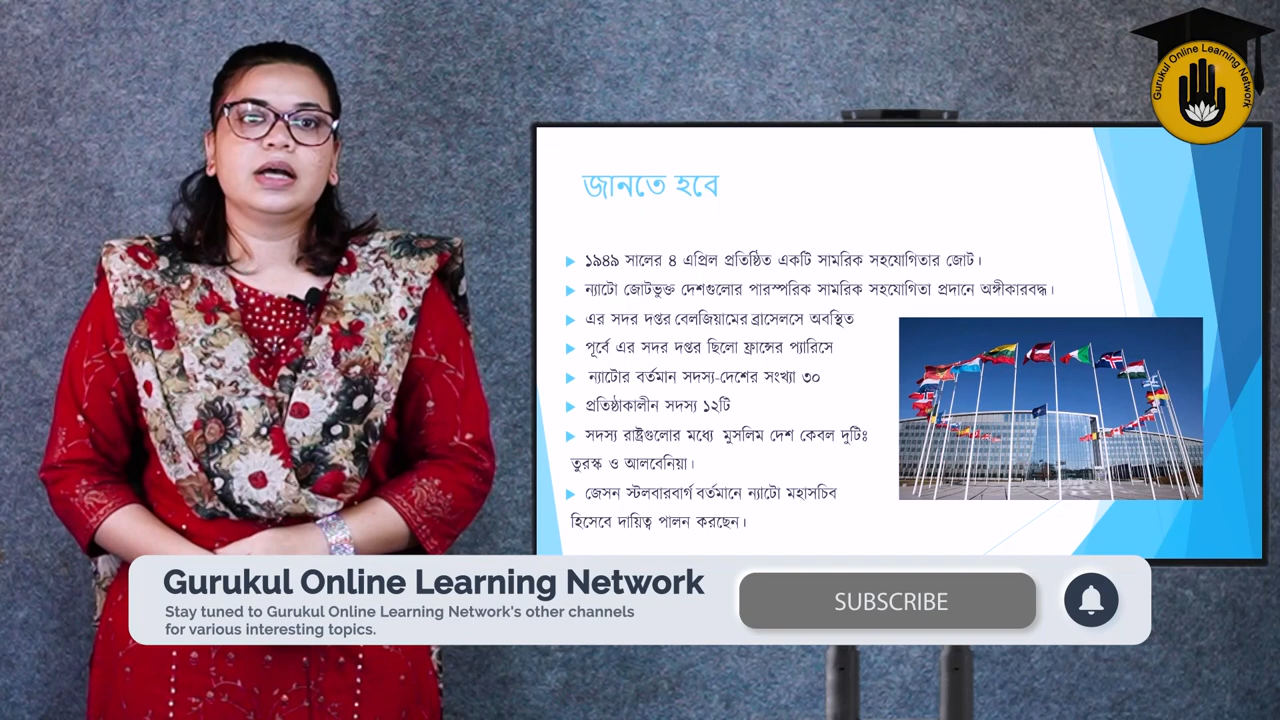 Gurukul Online Learning Network
জানতে হবে
১৯৪৯ সালের ৪ এপ্রিল প্রতিষ্ঠিত একটি সামরিক সহযোগিতার জোট।
ন্যাটো জোটভুক্ত দেশগুলোর পারস্পরিক সামরিক সহযোগিতা প্রদানে অঙ্গীকারবদ্ধ।
এর সদর দপ্তর বেলজিয়ামের ব্রাসেলসে অবস্থিত
পূর্বে এর সদর দপ্তর ছিলো ফ্রান্সের প্যারিসে
ন্যাটোর বর্তমান সদস্য-দেশের সংখ্যা ৩০
প্রতিষ্ঠাকালীন সদস্য ১২টি
সদস্য রাষ্ট্রগুলোর মধ্যে মুসলিম দেশ কেবল দুটিঃ
তুরস্ক ও আলবেনিয়া।
জেসন স্টলবারবার্গ বর্তমানে ন্যাটো মহাসচিব
হিসেবে দায়িত্ব পালন করছেন।
Gurukul Online Learning Network
Stay tuned to Gurukul Online Learning Network's other channels
for various interesting topics.
SUBSCRIBE